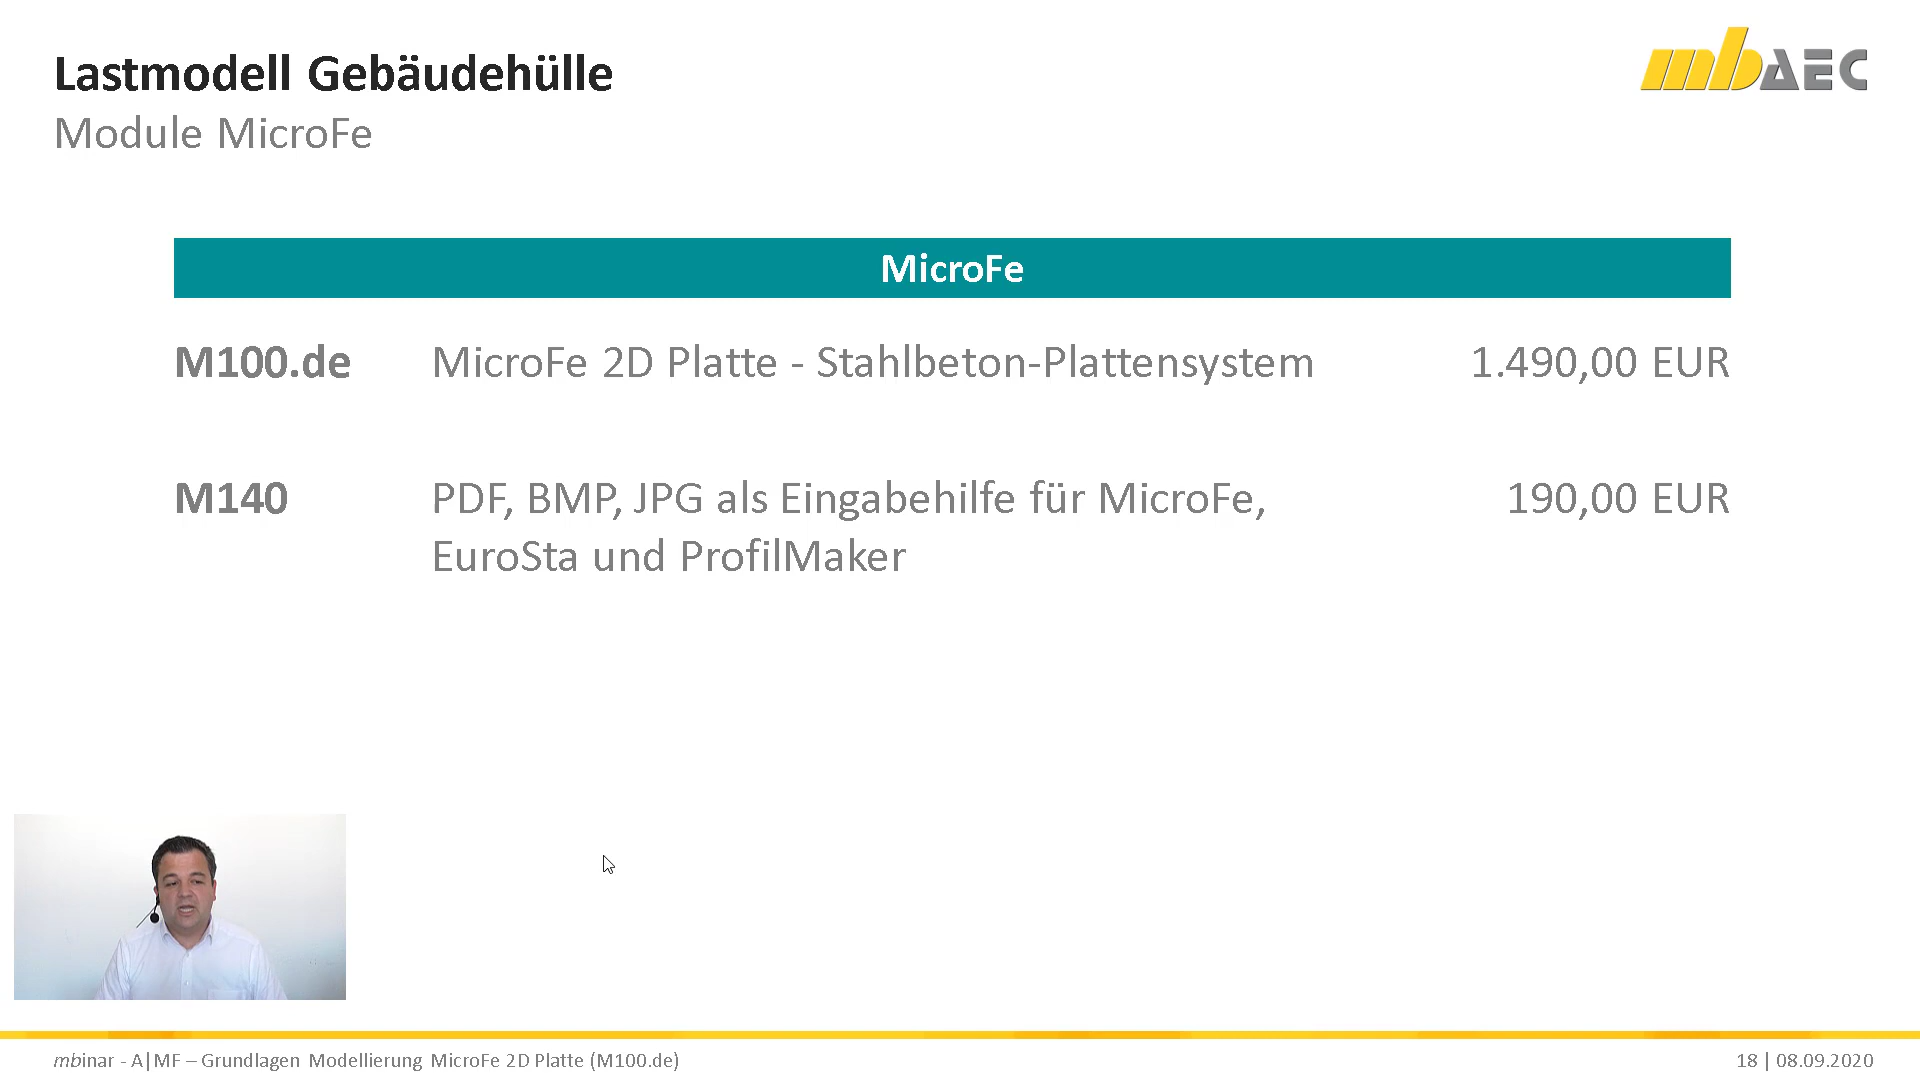 Lastmodell Gebäudehülle
mbAEC
Module MicroFe
MicroFe
M100.de MicroFe 2D Platte - Stahlbeton-Plattensystem 1.490,00 EUR
M140 PDF, BMP, JPG als Eingabehilfe für MicroFe, 190,00 EUR
EuroSta und ProfilMaker
mbinar - A|MF – Grundlagen Modellierung MicroFe 2D Platte (M100.de) 18 | 08.09.2020